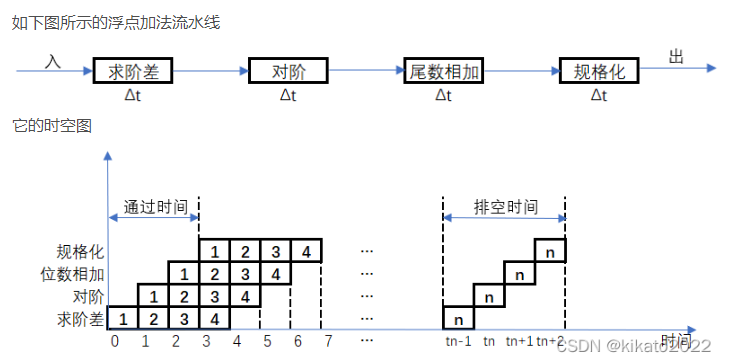 如下图所示的浮点加法流水线
入 求阶差 对阶 尾数相加 规格化 出
Δt Δt Δt Δt
它的时空图
通过时间 排空时间
规格化 1 2 3 4 ... n
位数相加 1 2 3 4 ... n
对阶 1 2 3 4 ... n
求阶差 1 2 3 4 ... n
0 1 2 3 4 5 6 7 ... tn-1 tn tn+1 tn+2 时间
CSDN @kikato2022